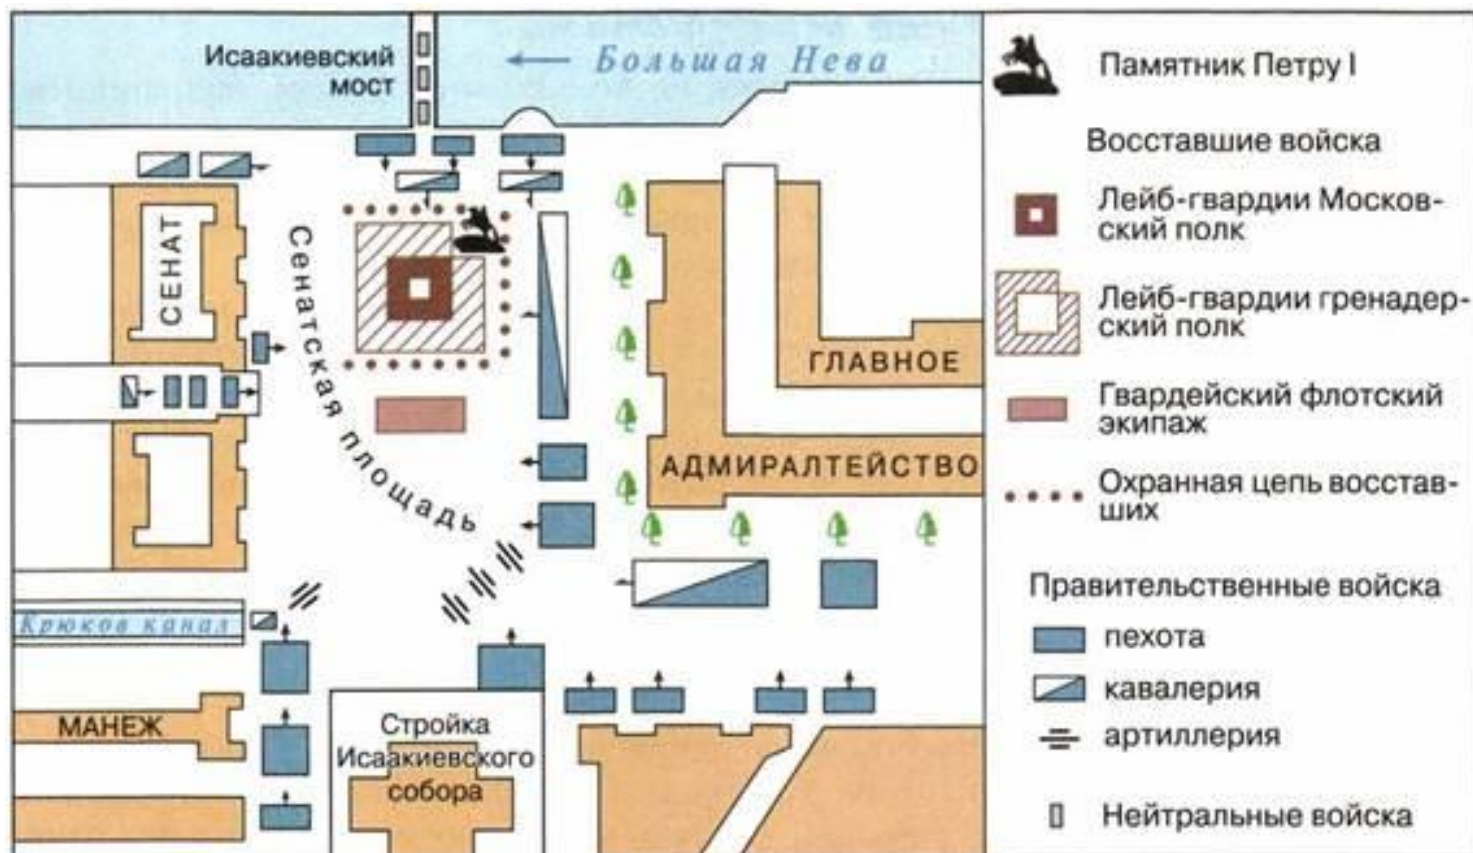 Исаакиевский
мост
Большая Нева
СЕНАТ
Сенатская площадь
ГЛАВНОЕ
АДМИРАЛТЕЙСТВО
Крюков канал
МАНЕЖ
Стройка
Исаакиевского
собора
Памятник Петру I
Восставшие войска
Лейб-гвардии Москов-
ский полк
Лейб-гвардии гренадер-
ский полк
Гвардейский флотский
экипаж
Охранная цепь восстав-
ших
Правительственные войска
пехота
кавалерия
артиллерия
Нейтральные войска